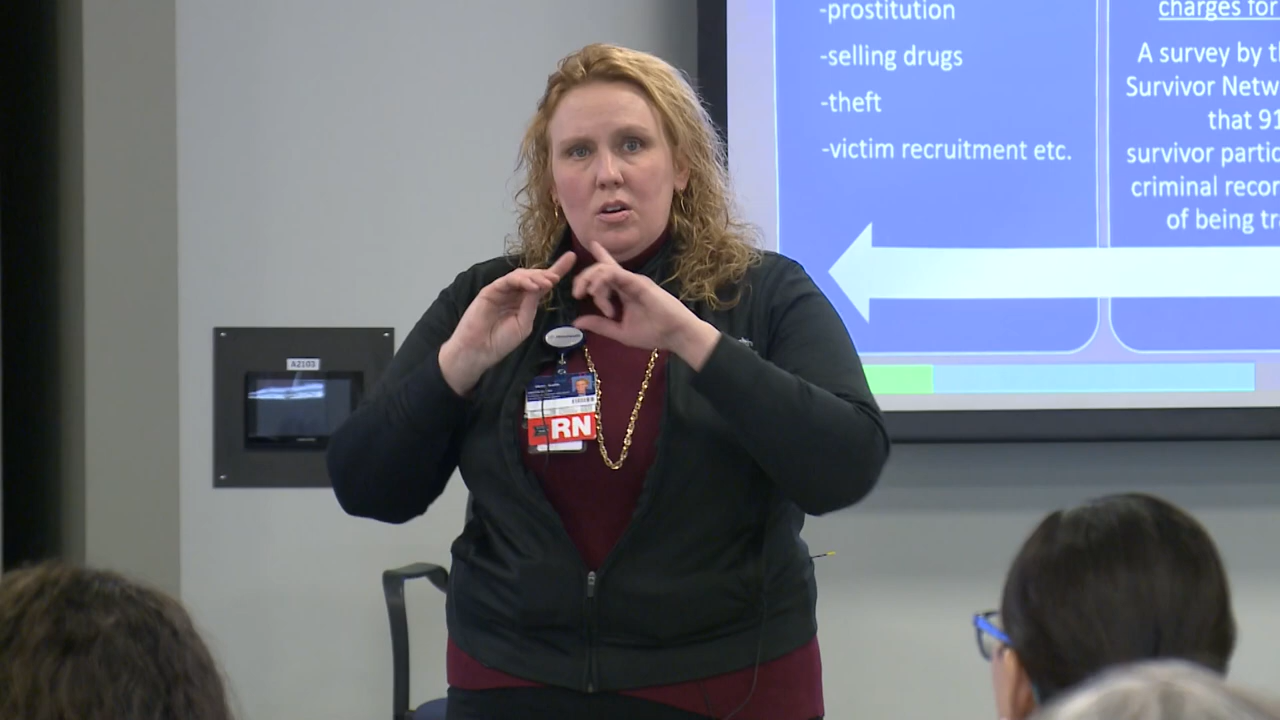 -prostitution
-selling drugs
-theft
-victim recruitment etc.
charges for
A survey by t
Survivor Netw
that 91
survivor partic
criminal recor
of being tr
A2103
RN